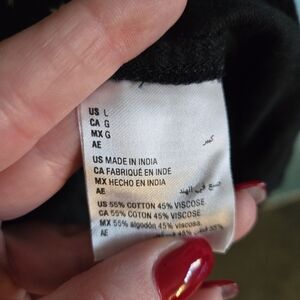 US L
CA G
MX G
AE كبير
US MADE IN INDIA
CA FABRIQUÉ EN INDE
MX HECHO EN INDIA
AE صنع في الهند
US 55% COTTON 45% VISCOSE
CA 55% COTON 45% VISCOSE
MX 55% algodón 45% viscosa
AE